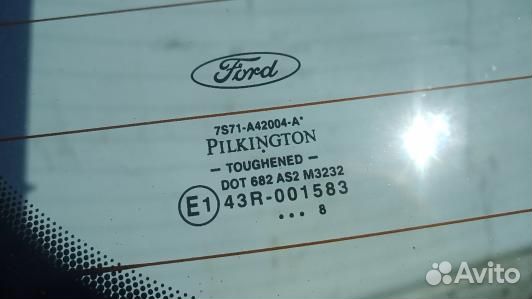 Ford
7S71-A42004-A*
PILKINGTON
- TOUGHENED -
DOT 682 AS2 M3232
E1 43R-001583
... 8
Avito